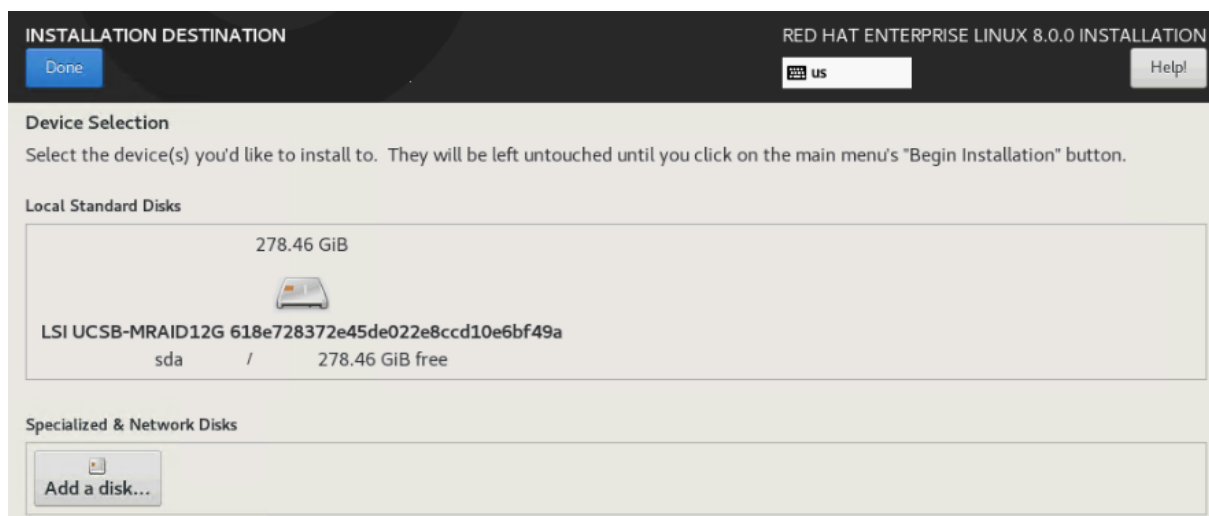 INSTALLATION DESTINATION
RED HAT ENTERPRISE LINUX 8.0.0 INSTALLATION
Done
us
Help!
Device Selection
Select the device(s) you'd like to install to. They will be left untouched until you click on the main menu's "Begin Installation" button.
Local Standard Disks
278.46 GiB
LSI UCSB-MRAID12G 618e728372e45de022e8ccd10e6bf49a
sda / 278.46 GiB free
Specialized & Network Disks
Add a disk...